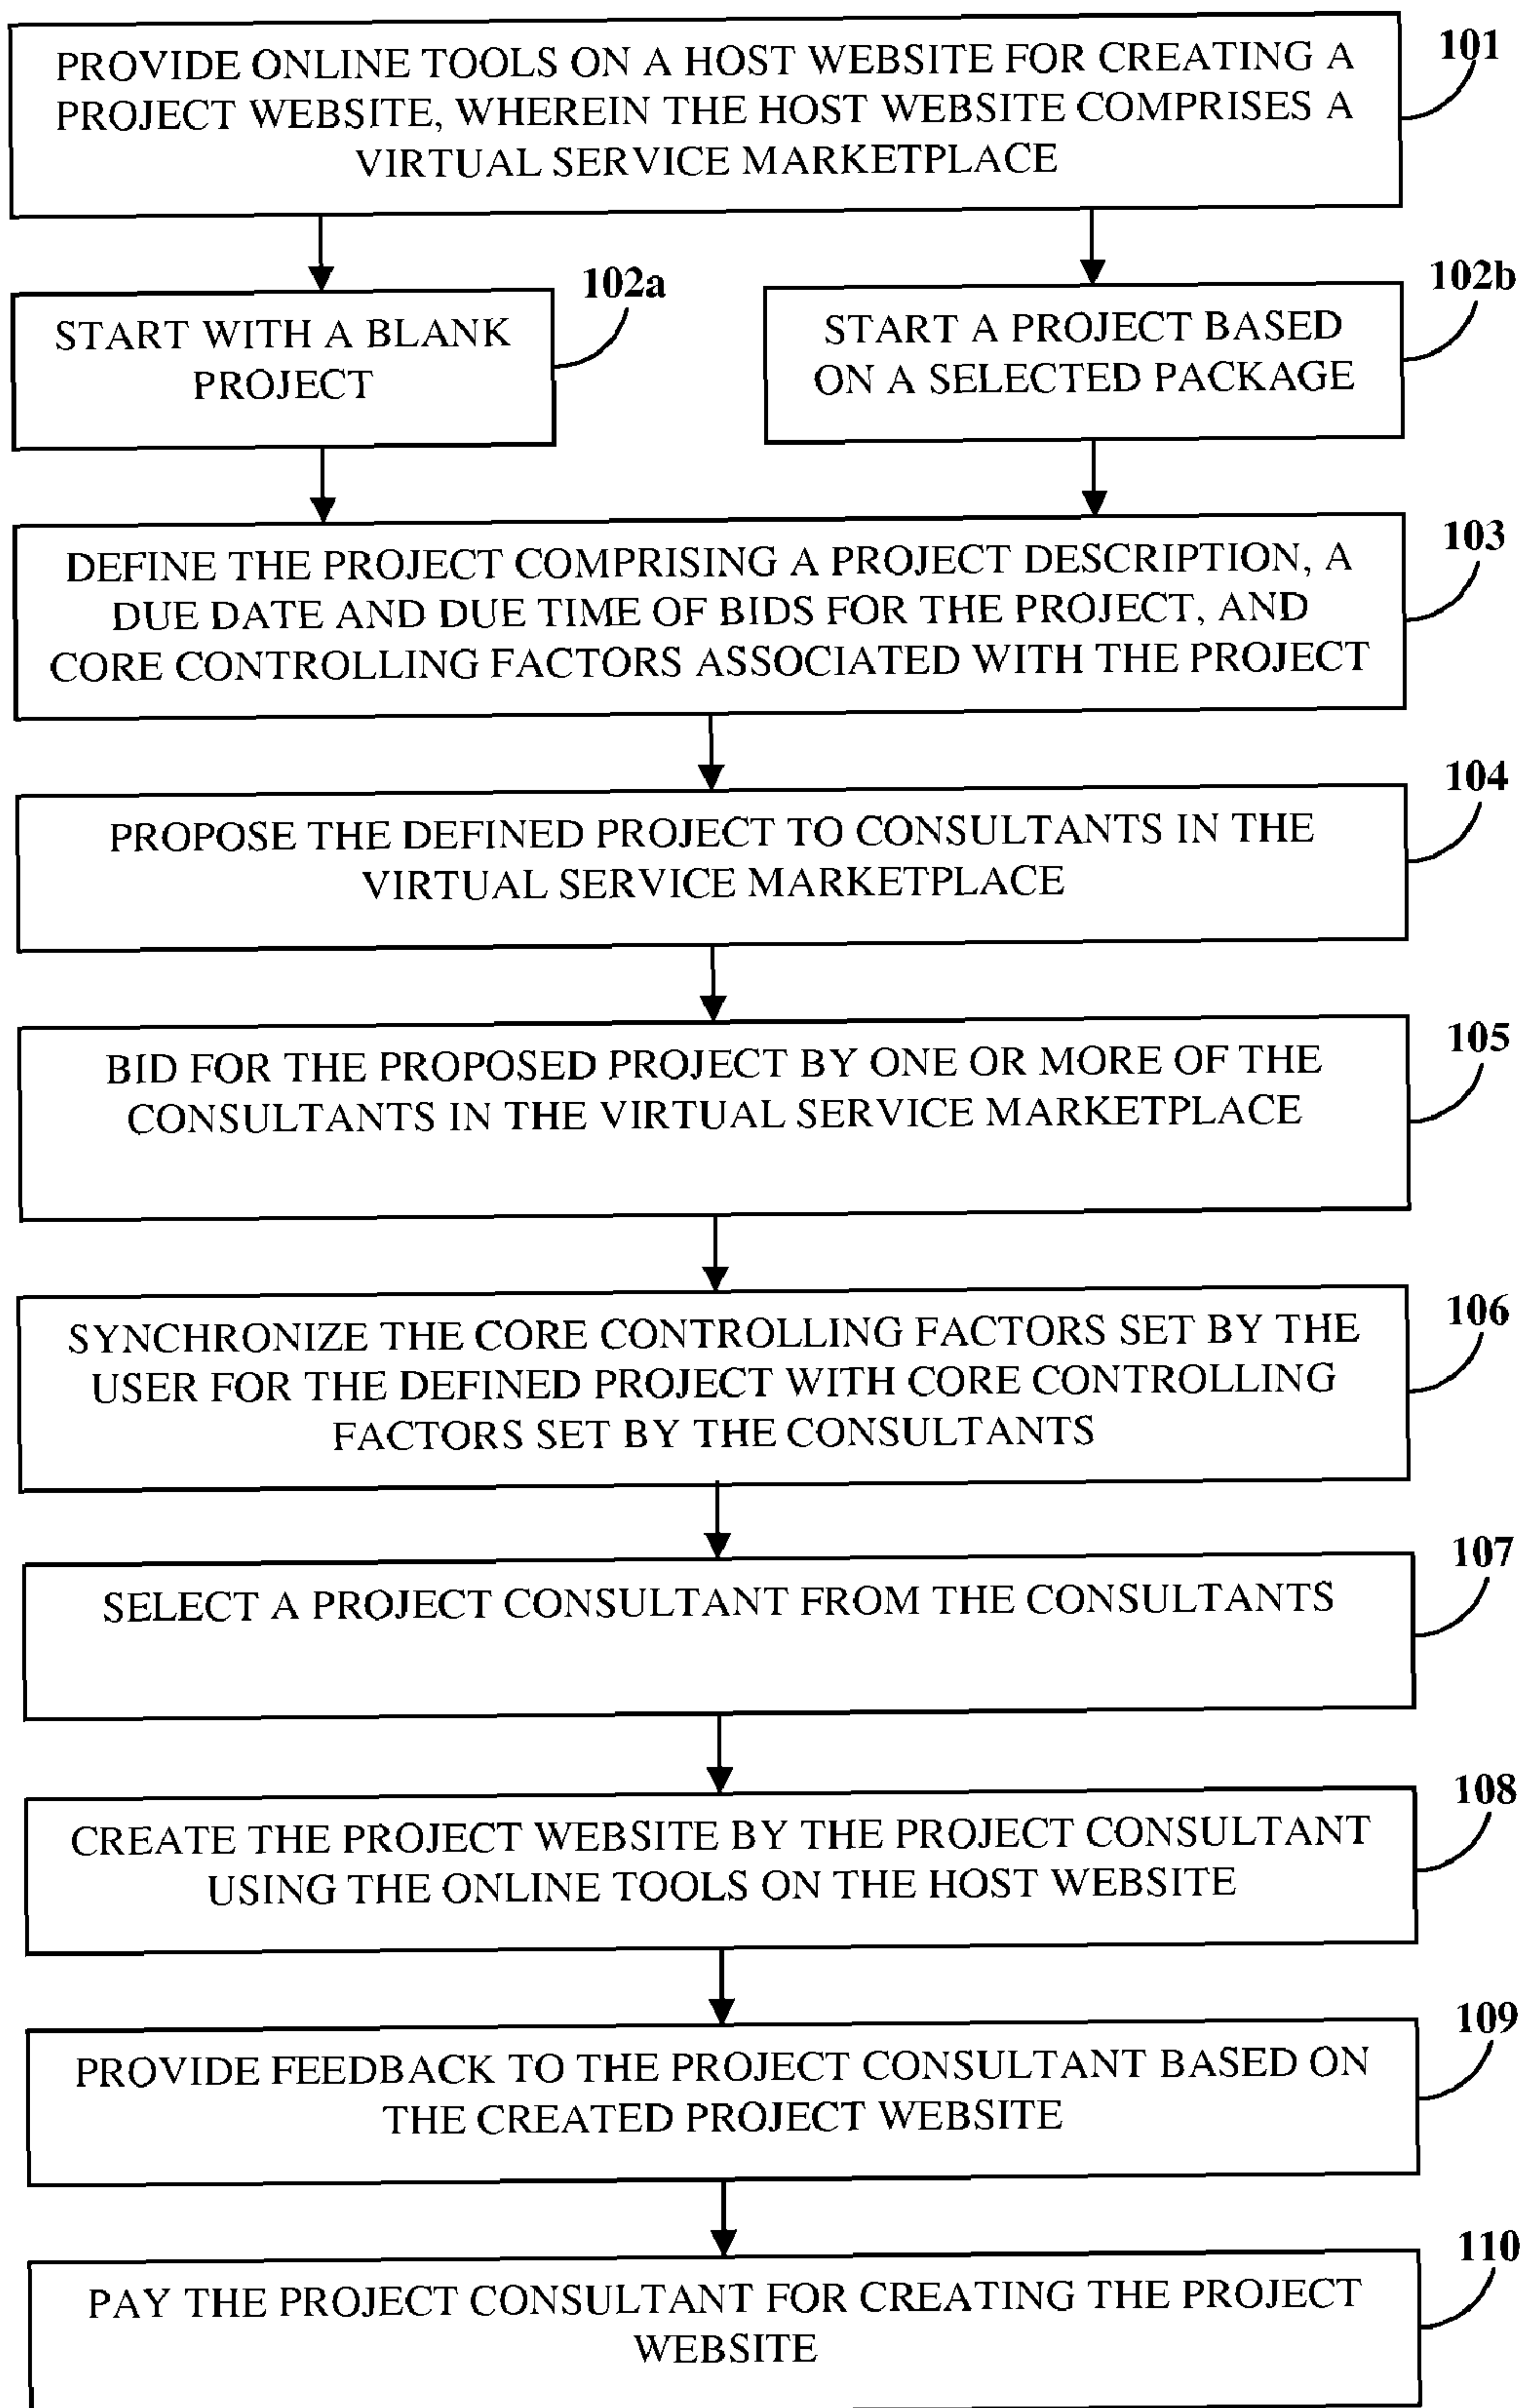 PROVIDE ONLINE TOOLS ON A HOST WEBSITE FOR CREATING A
PROJECT WEBSITE, WHEREIN THE HOST WEBSITE COMPRISES A
VIRTUAL SERVICE MARKETPLACE
101
START WITH A BLANK
PROJECT
102a
START A PROJECT BASED
ON A SELECTED PACKAGE
102b
DEFINE THE PROJECT COMPRISING A PROJECT DESCRIPTION, A
DUE DATE AND DUE TIME OF BIDS FOR THE PROJECT, AND
CORE CONTROLLING FACTORS ASSOCIATED WITH THE PROJECT
103
PROPOSE THE DEFINED PROJECT TO CONSULTANTS IN THE
VIRTUAL SERVICE MARKETPLACE
104
BID FOR THE PROPOSED PROJECT BY ONE OR MORE OF THE
CONSULTANTS IN THE VIRTUAL SERVICE MARKETPLACE
105
SYNCHRONIZE THE CORE CONTROLLING FACTORS SET BY THE
USER FOR THE DEFINED PROJECT WITH CORE CONTROLLING
FACTORS SET BY THE CONSULTANTS
106
SELECT A PROJECT CONSULTANT FROM THE CONSULTANTS
107
CREATE THE PROJECT WEBSITE BY THE PROJECT CONSULTANT
USING THE ONLINE TOOLS ON THE HOST WEBSITE
108
PROVIDE FEEDBACK TO THE PROJECT CONSULTANT BASED ON
THE CREATED PROJECT WEBSITE
109
PAY THE PROJECT CONSULTANT FOR CREATING THE PROJECT
WEBSITE
110